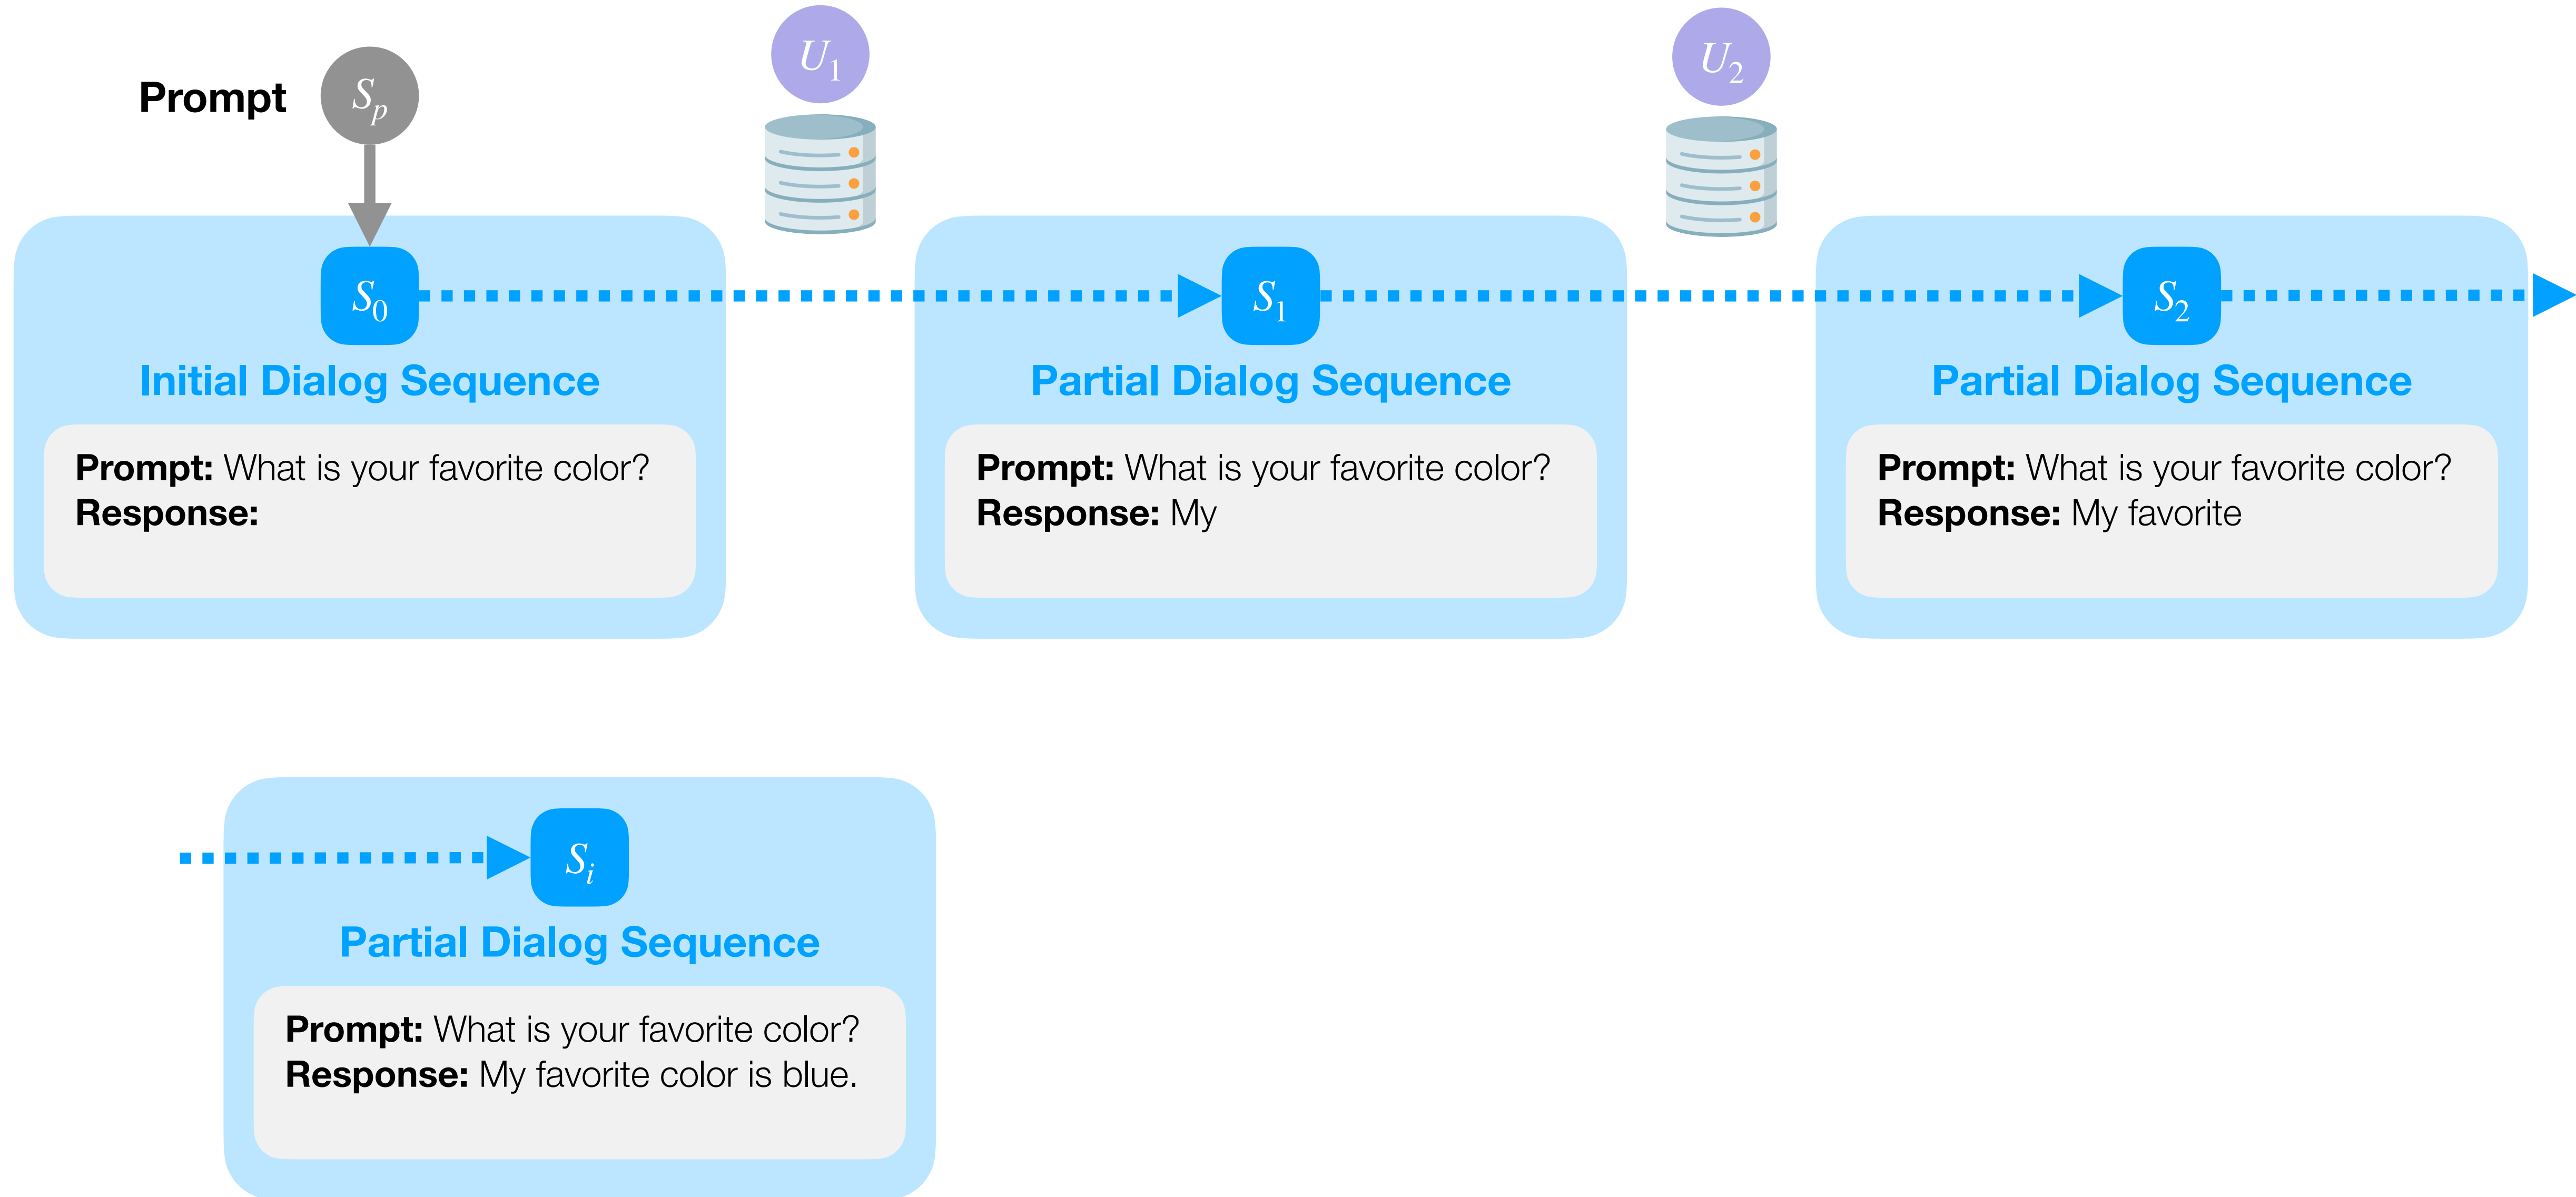 Prompt
Sp
U1
U2
S0
S1
S2
Initial Dialog Sequence
Partial Dialog Sequence
Partial Dialog Sequence
Prompt: What is your favorite color?
Response:
Prompt: What is your favorite color?
Response: My
Prompt: What is your favorite color?
Response: My favorite
Si
Partial Dialog Sequence
Prompt: What is your favorite color?
Response: My favorite color is blue.